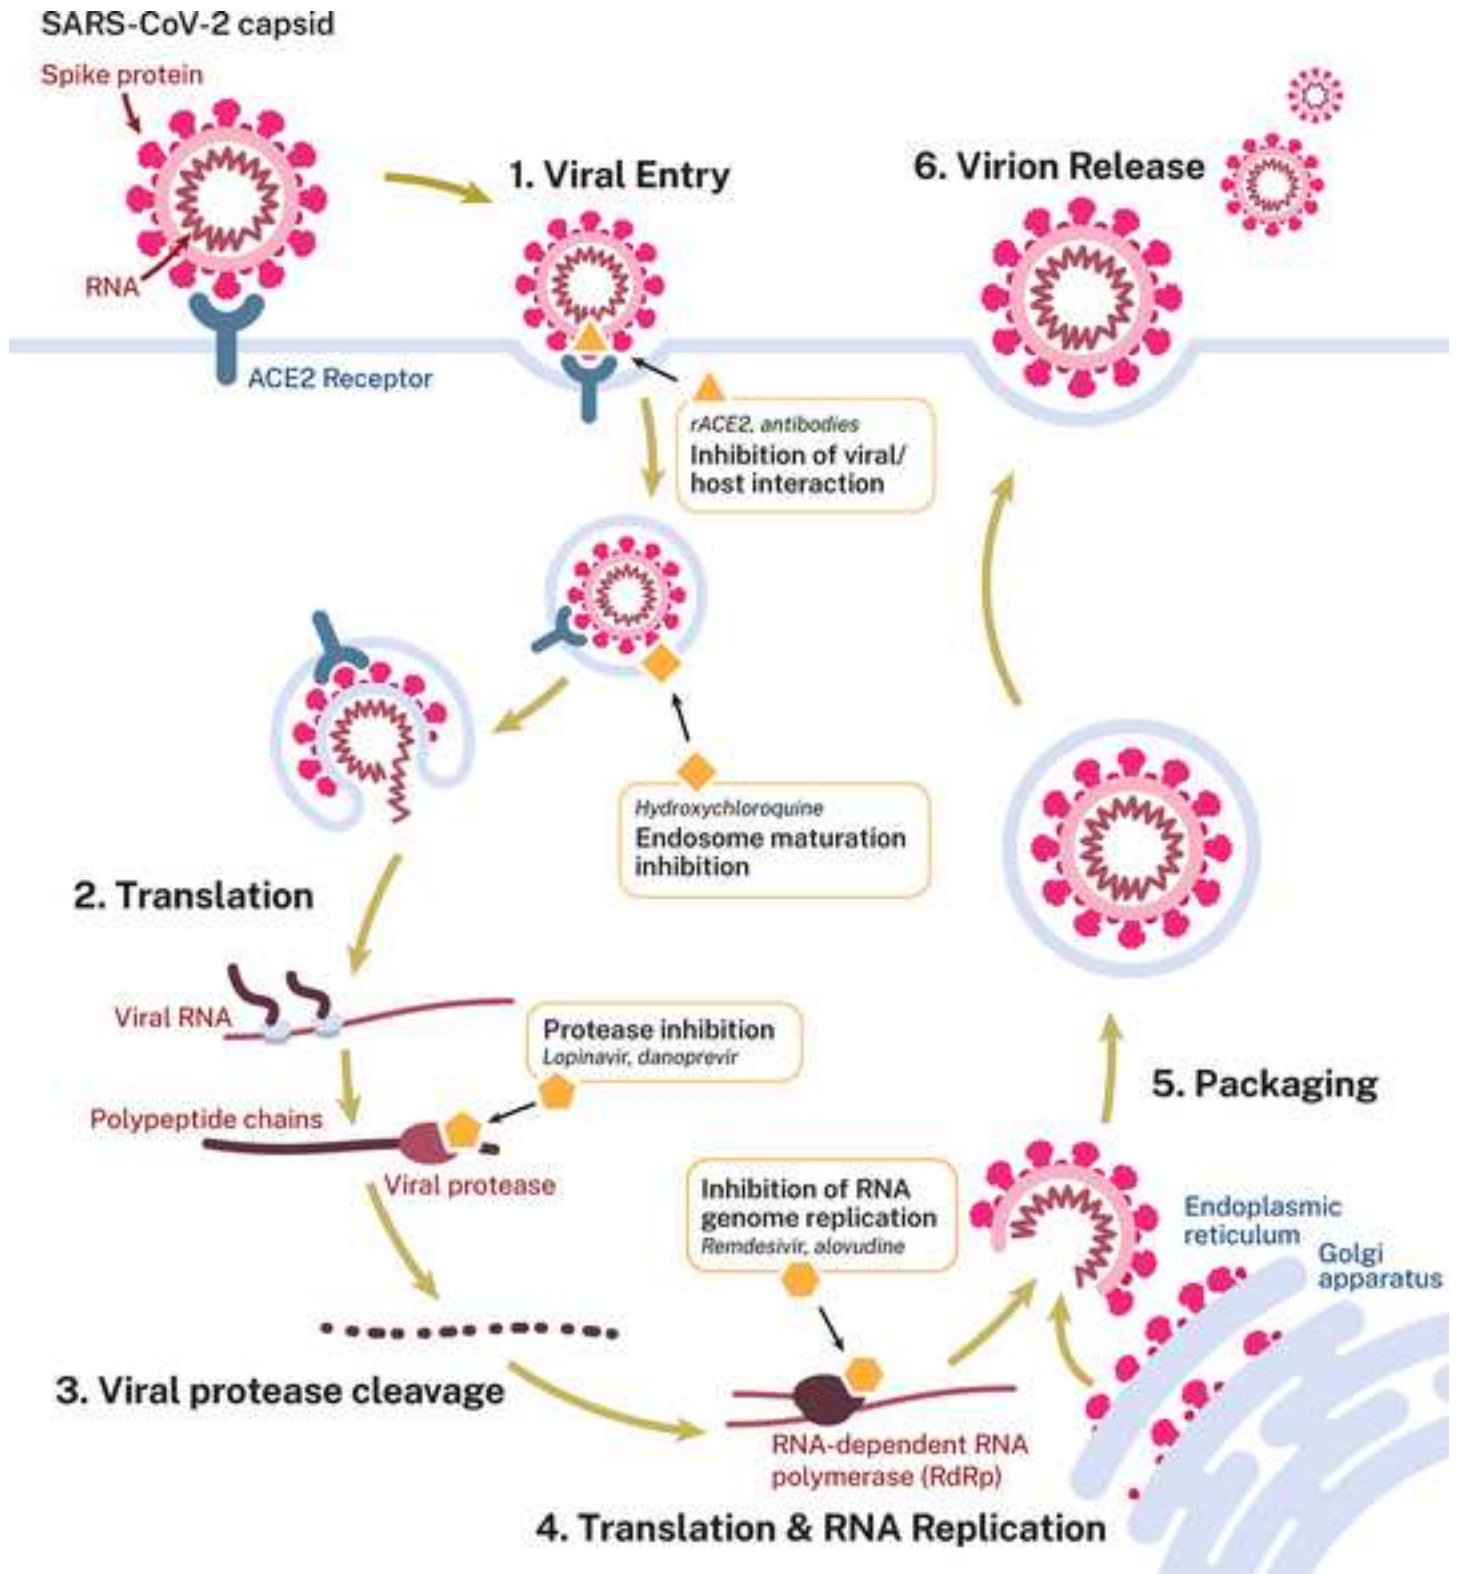 SARS-CoV-2 capsid
Spike protein
RNA
ACE2 Receptor
1. Viral Entry
rACE2, antibodies
Inhibition of viral/
host interaction
Hydroxychloroquine
Endosome maturation
inhibition
2. Translation
Viral RNA
Protease inhibition
Lopinavir, danoprevir
Polypeptide chains
Viral protease
3. Viral protease cleavage
Inhibition of RNA
genome replication
Remdesivir, alovudine
RNA-dependent RNA
polymerase (RdRp)
4. Translation & RNA Replication
5. Packaging
Endoplasmic
reticulum
Golgi
apparatus
6. Virion Release